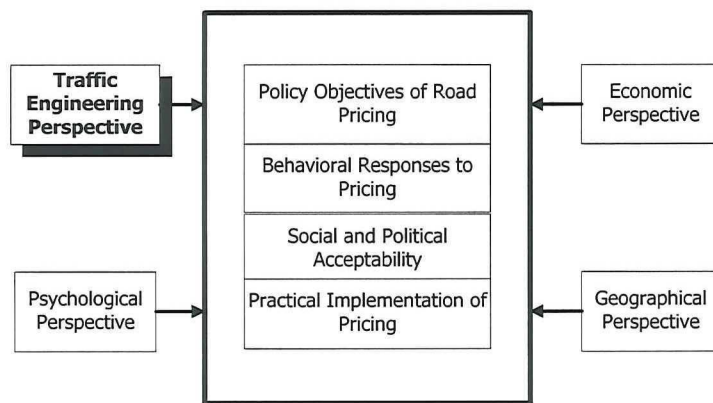 Traffic
Engineering
Perspective
Policy Objectives of Road
Pricing
Economic
Perspective
Behavioral Responses to
Pricing
Social and Political
Acceptability
Psychological
Perspective
Practical Implementation of
Pricing
Geographical
Perspective